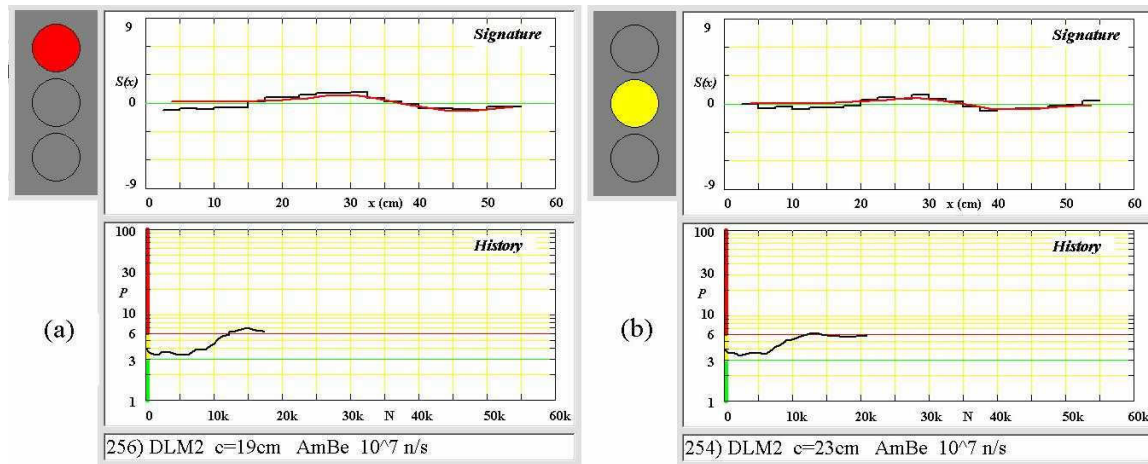 9
Signature
S(x)
0
-9
0 10 20 30 x (cm) 40 50 60
100
History
30
P
10
6
3
1
0 10k 20k 30k N 40k 50k 60k
256) DLM2 c=19cm AmBe 10^7 n/s
(a)
9
Signature
S(x)
0
-9
0 10 20 30 x (cm) 40 50 60
100
History
30
P
10
6
3
1
0 10k 20k 30k N 40k 50k 60k
254) DLM2 c=23cm AmBe 10^7 n/s
(b)